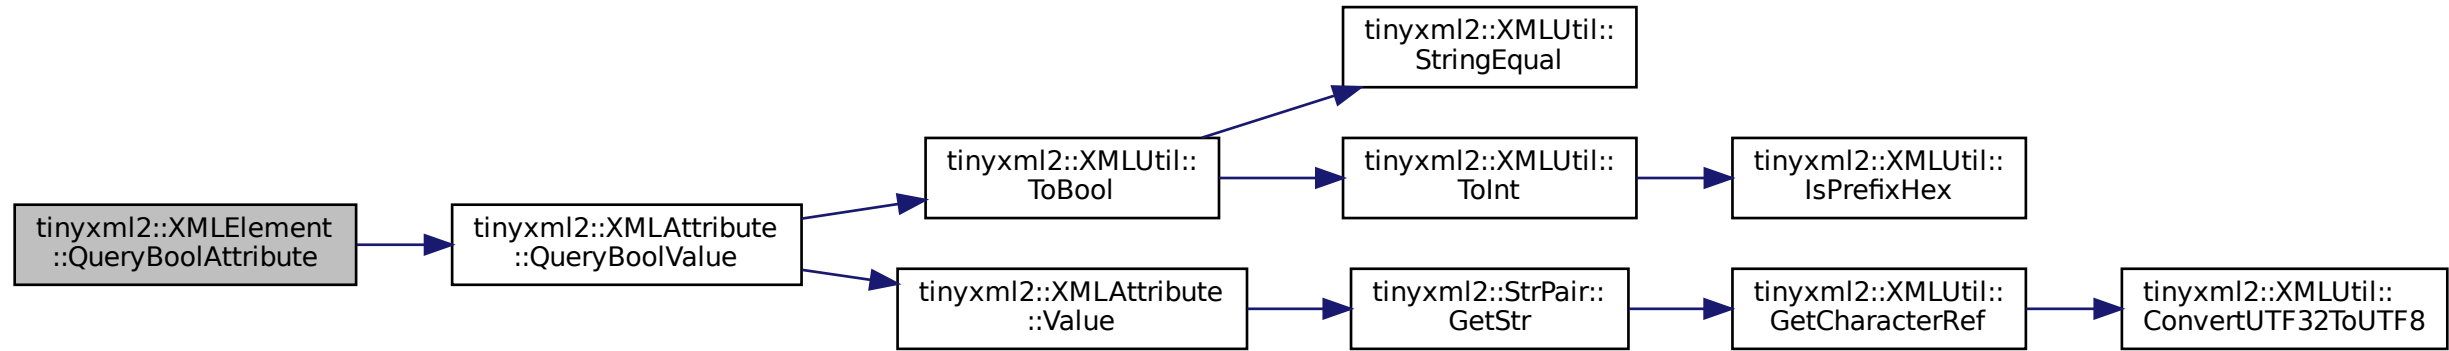 tinyxml2::XMLElement
::QueryBoolAttribute
tinyxml2::XMLAttribute
::QueryBoolValue
tinyxml2::XMLUtil::
ToBool
tinyxml2::XMLUtil::
StringEqual
tinyxml2::XMLUtil::
ToInt
tinyxml2::XMLUtil::
IsPrefixHex
tinyxml2::XMLAttribute
::Value
tinyxml2::StrPair::
GetStr
tinyxml2::XMLUtil::
GetCharacterRef
tinyxml2::XMLUtil::
ConvertUTF32ToUTF8